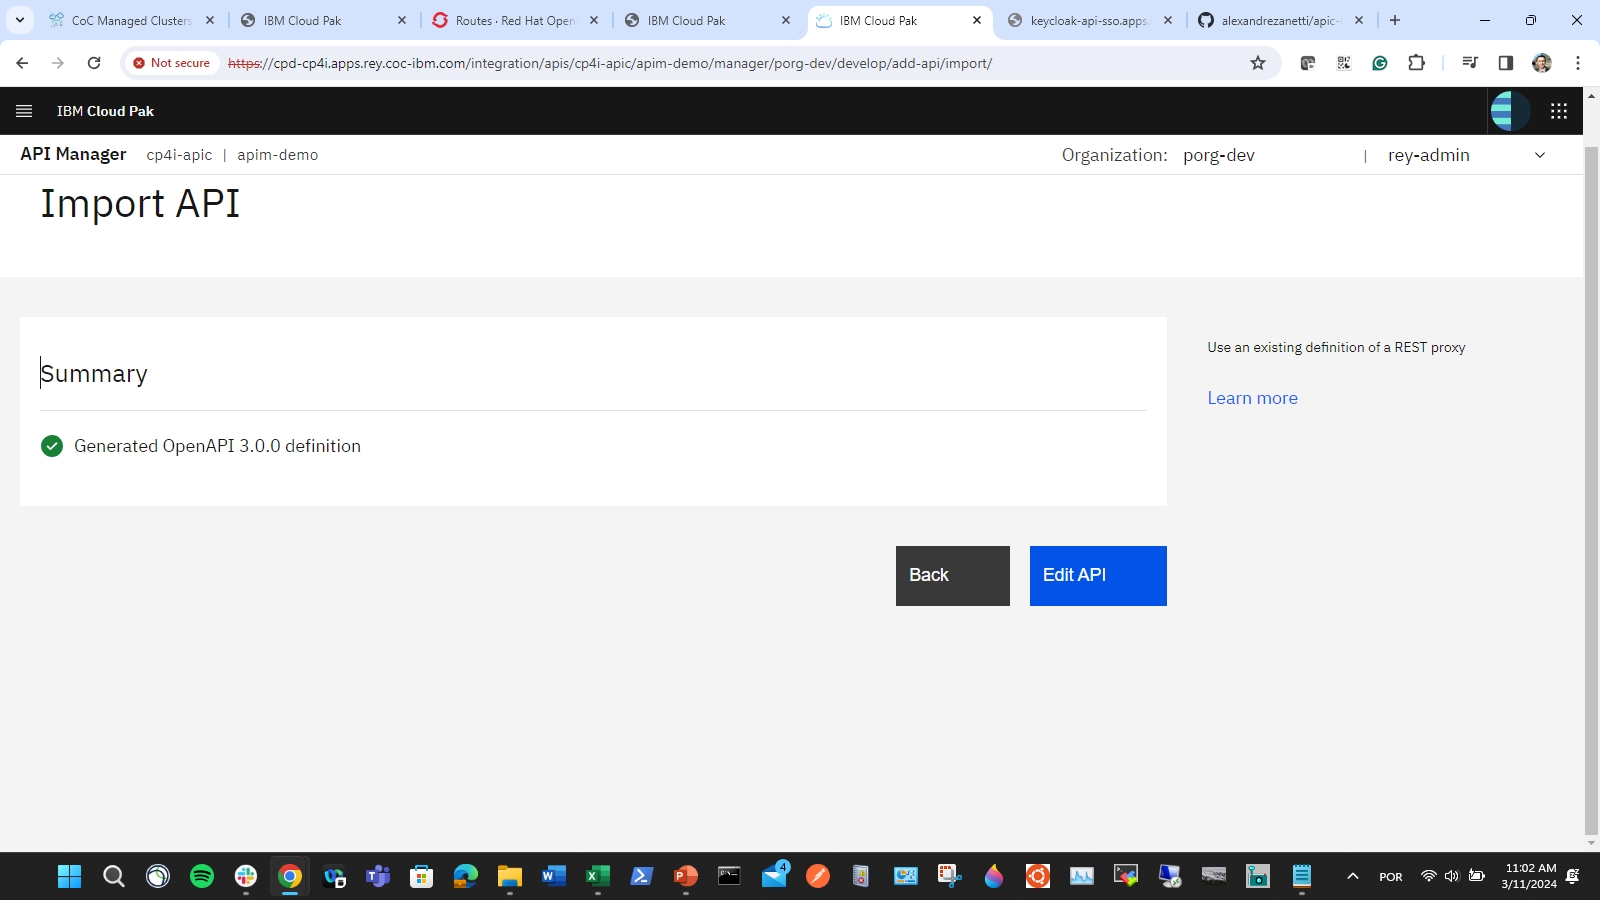 CoC Managed Clusters
IBM Cloud Pak
Routes · Red Hat Open
IBM Cloud Pak
IBM Cloud Pak
keycloak-api-sso.apps.
alexandrezanetti/apic-
Not secure
https://cpd-cp4i.apps.rey.coc-ibm.com/integration/apis/cp4i-apic/apim-demo/manager/porg-dev/develop/add-api/import/
IBM Cloud Pak
API Manager cp4i-apic | apim-demo
Organization: porg-dev | rey-admin
Import API
Summary
Generated OpenAPI 3.0.0 definition
Use an existing definition of a REST proxy
Learn more
Back
Edit API
4
POR
11:02 AM
3/11/2024